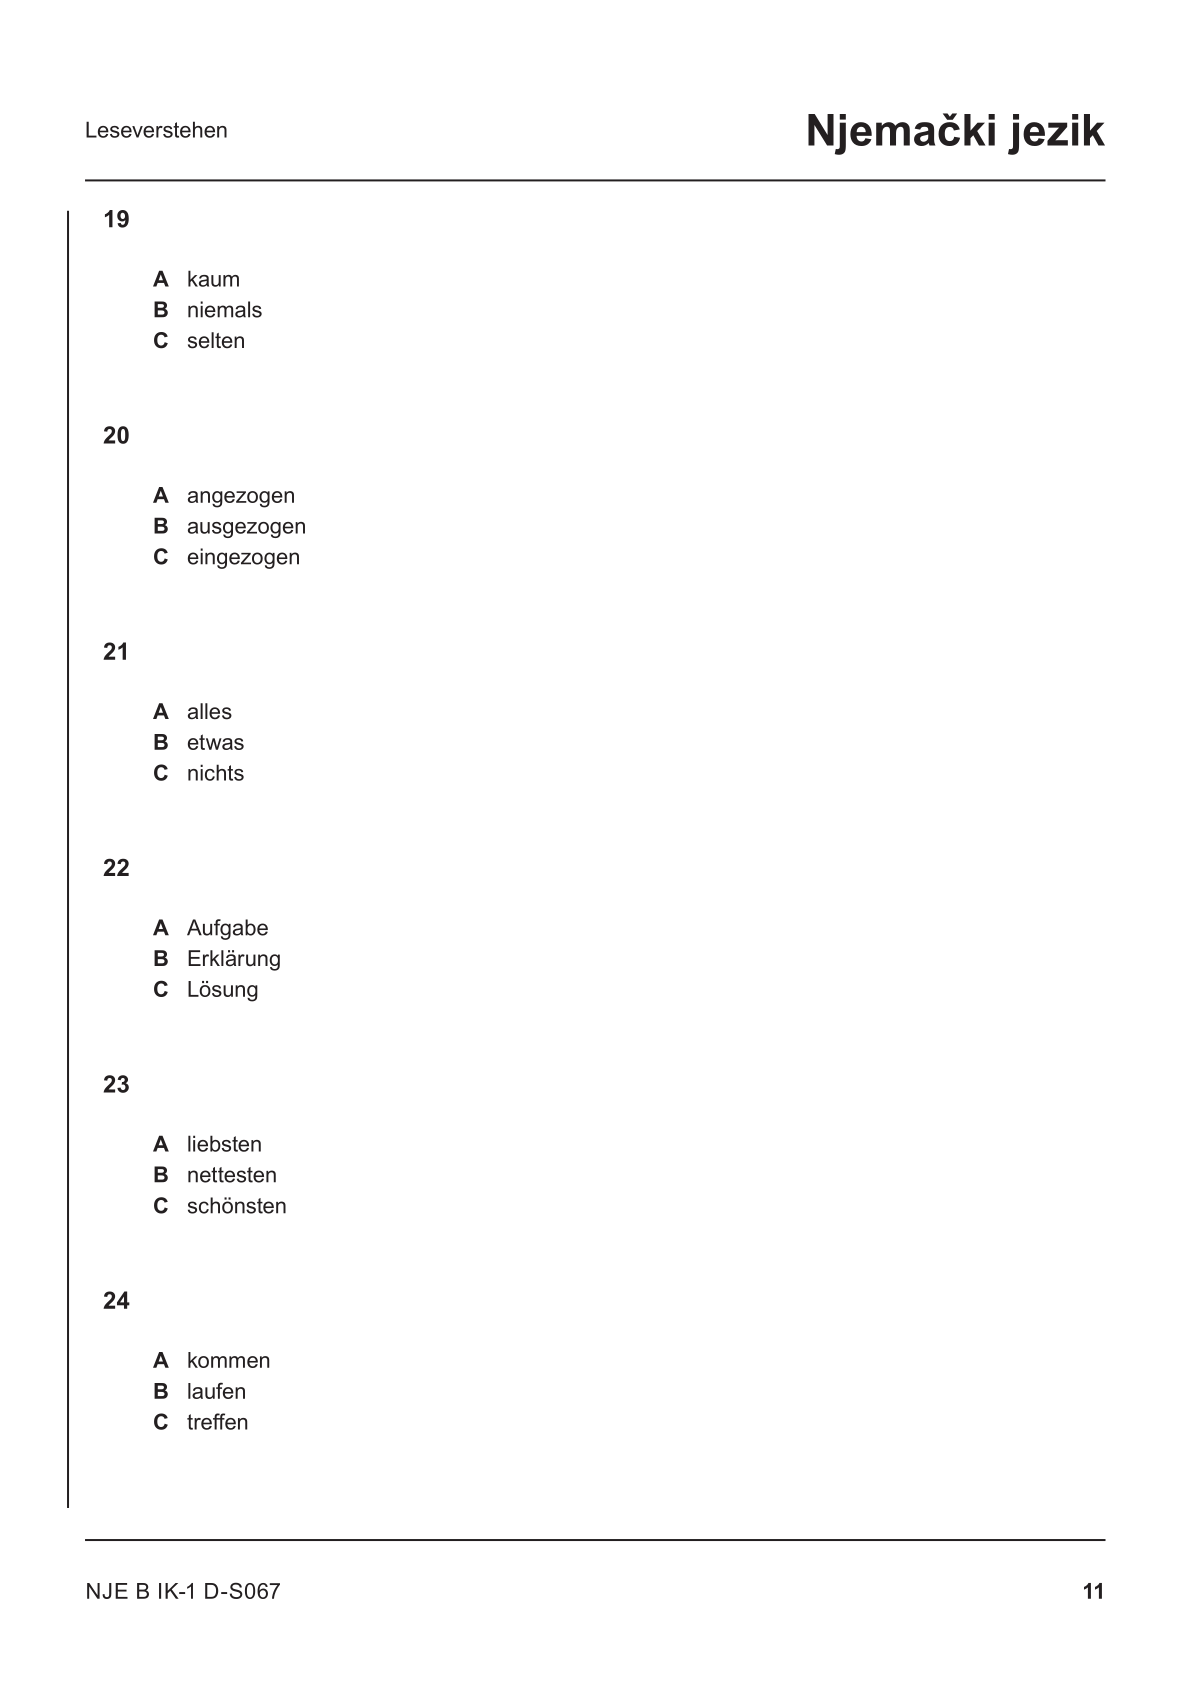 Leseverstehen
Njemački jezik
19
A kaum
B niemals
C selten
20
A angezogen
B ausgezogen
C eingezogen
21
A alles
B etwas
C nichts
22
A Aufgabe
B Erklärung
C Lösung
23
A liebsten
B nettesten
C schönsten
24
A kommen
B laufen
C treffen
NJE B IK-1 D-S067
11